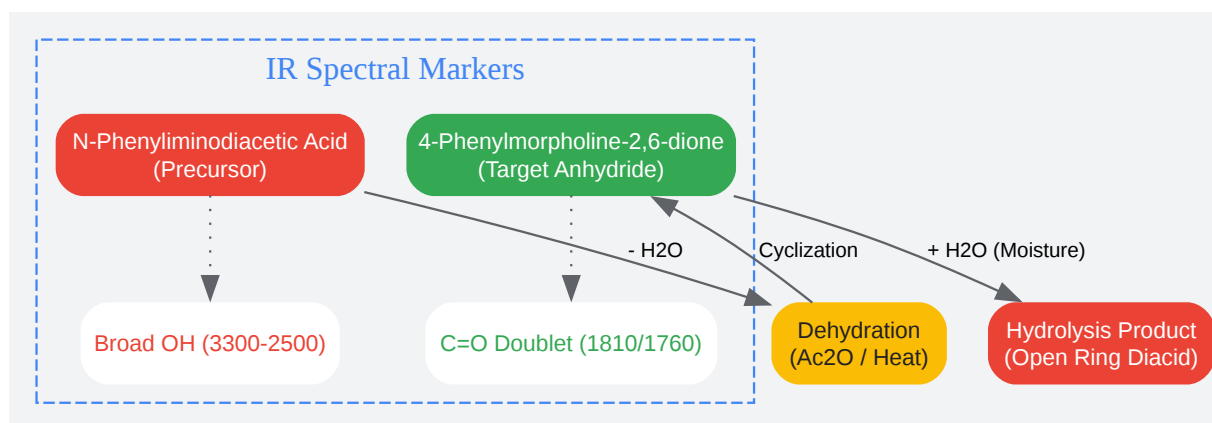 IR Spectral Markers
N-Phenyliminodiacetic Acid
(Precursor)
4-Phenylmorpholine-2,6-dione
(Target Anhydride)
- H2O
Cyclization
+ H2O (Moisture)
Broad OH (3300-2500)
C=O Doublet (1810/1760)
Dehydration
(Ac2O / Heat)
Hydrolysis Product
(Open Ring Diacid)